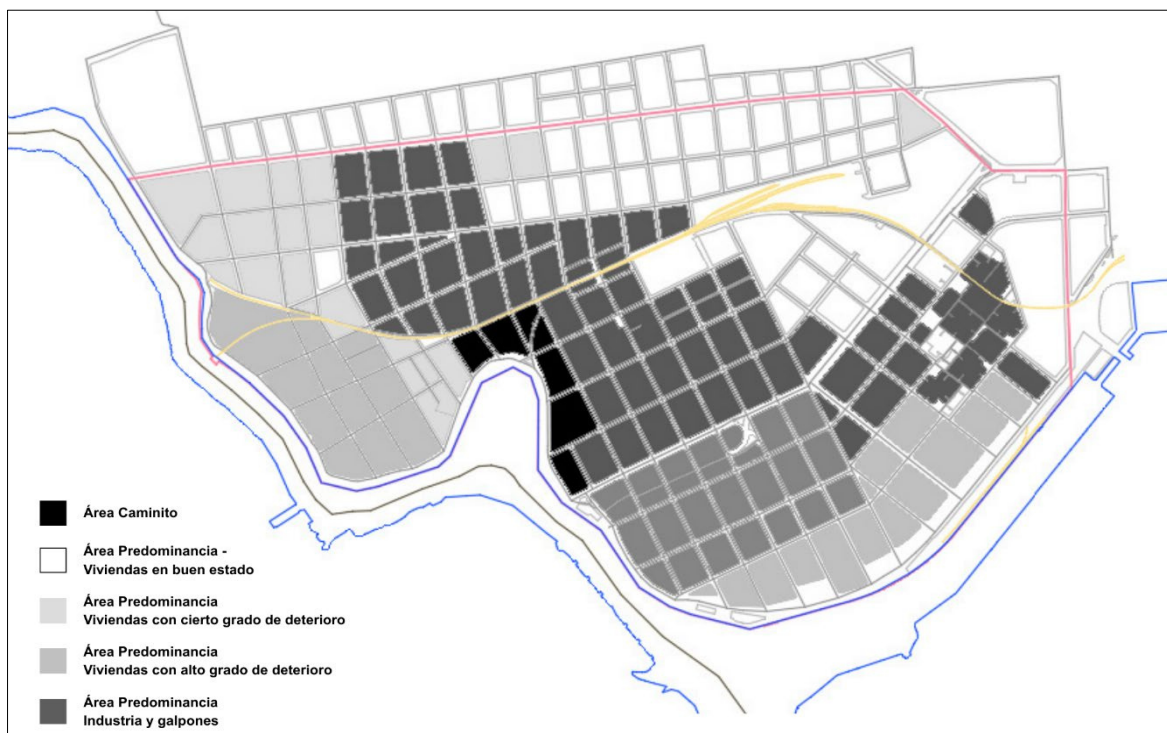 Área Caminito
Área Predominancia -
Viviendas en buen estado
Área Predominancia
Viviendas con cierto grado de deterioro
Área Predominancia
Viviendas con alto grado de deterioro
Área Predominancia
Industria y galpones